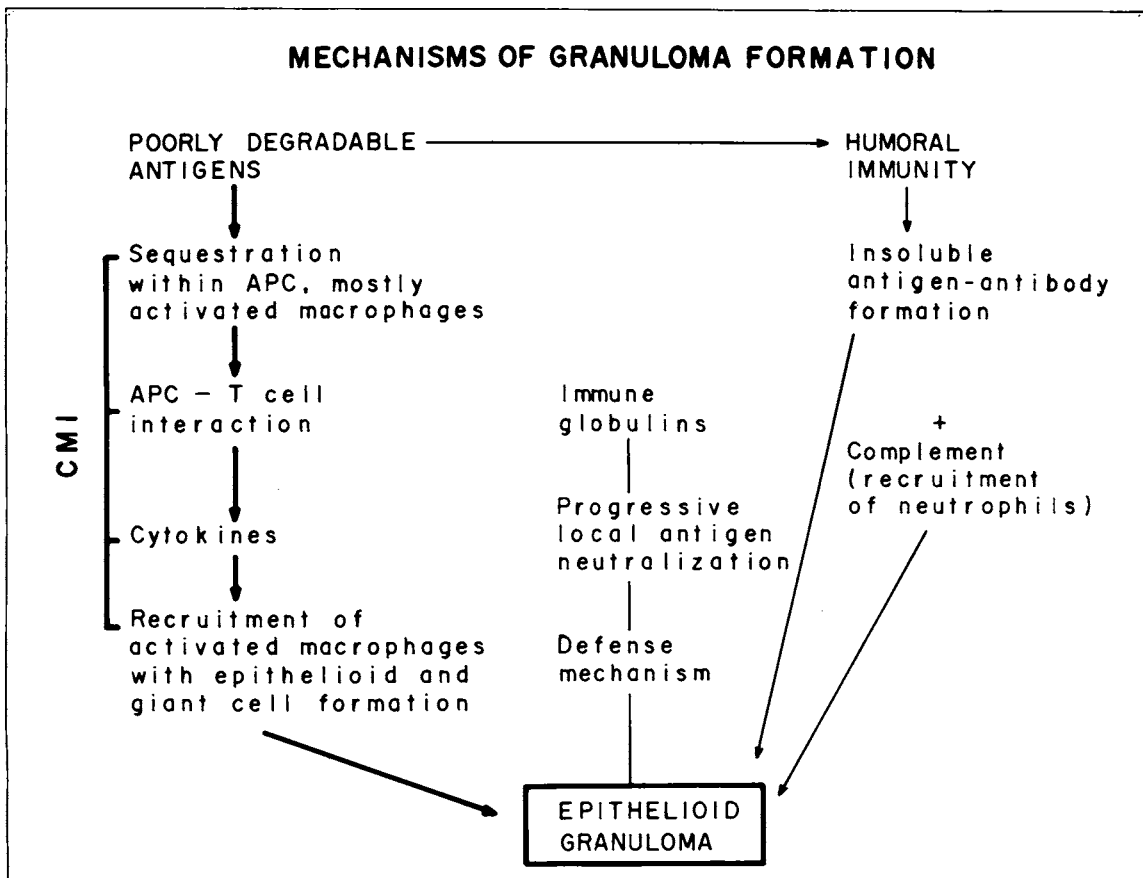 MECHANISMS OF GRANULOMA FORMATION
POORLY DEGRADABLE
ANTIGENS
HUMORAL
IMMUNITY
CMI
Sequestration
within APC, mostly
activated macrophages
APC – T cell
interaction
Cytokines
Recruitment of
activated macrophages
with epithelioid and
giant cell formation
Immune
globulins
Progressive
local antigen
neutralization
Defense
mechanism
Insoluble
antigen-antibody
formation
+
Complement
(recruitment
of neutrophils)
EPITHELIOID
GRANULOMA